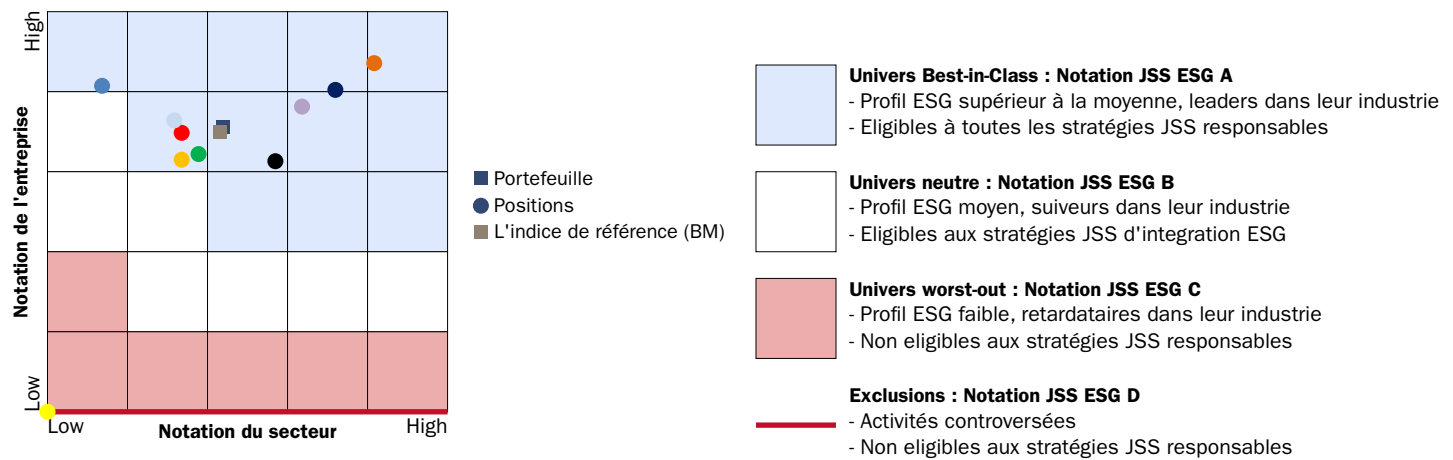 High
Notation de l'entreprise
Low
Low
Notation du secteur
High
Portefeuille
Positions
L'indice de référence (BM)
Univers Best-in-Class : Notation JSS ESG A
- Profil ESG supérieur à la moyenne, leaders dans leur industrie
- Eligibles à toutes les stratégies JSS responsables
Univers neutre : Notation JSS ESG B
- Profil ESG moyen, suiveurs dans leur industrie
- Eligibles aux stratégies JSS d'integration ESG
Univers worst-out : Notation JSS ESG C
- Profil ESG faible, retardataires dans leur industrie
- Non eligibles aux stratégies JSS responsables
Exclusions : Notation JSS ESG D
- Activités controversées
- Non eligibles aux stratégies JSS responsables